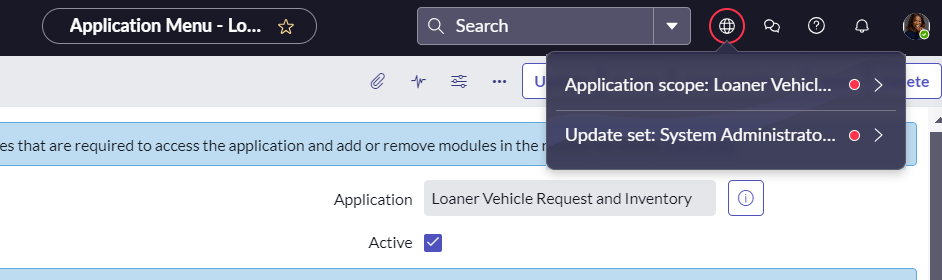 Application Menu - Lo...
Search
Application scope: Loaner Vehicl...
Update set: System Administrato...
es that are required to access the application and add or remove modules in the
Application
Loaner Vehicle Request and Inventory
Active